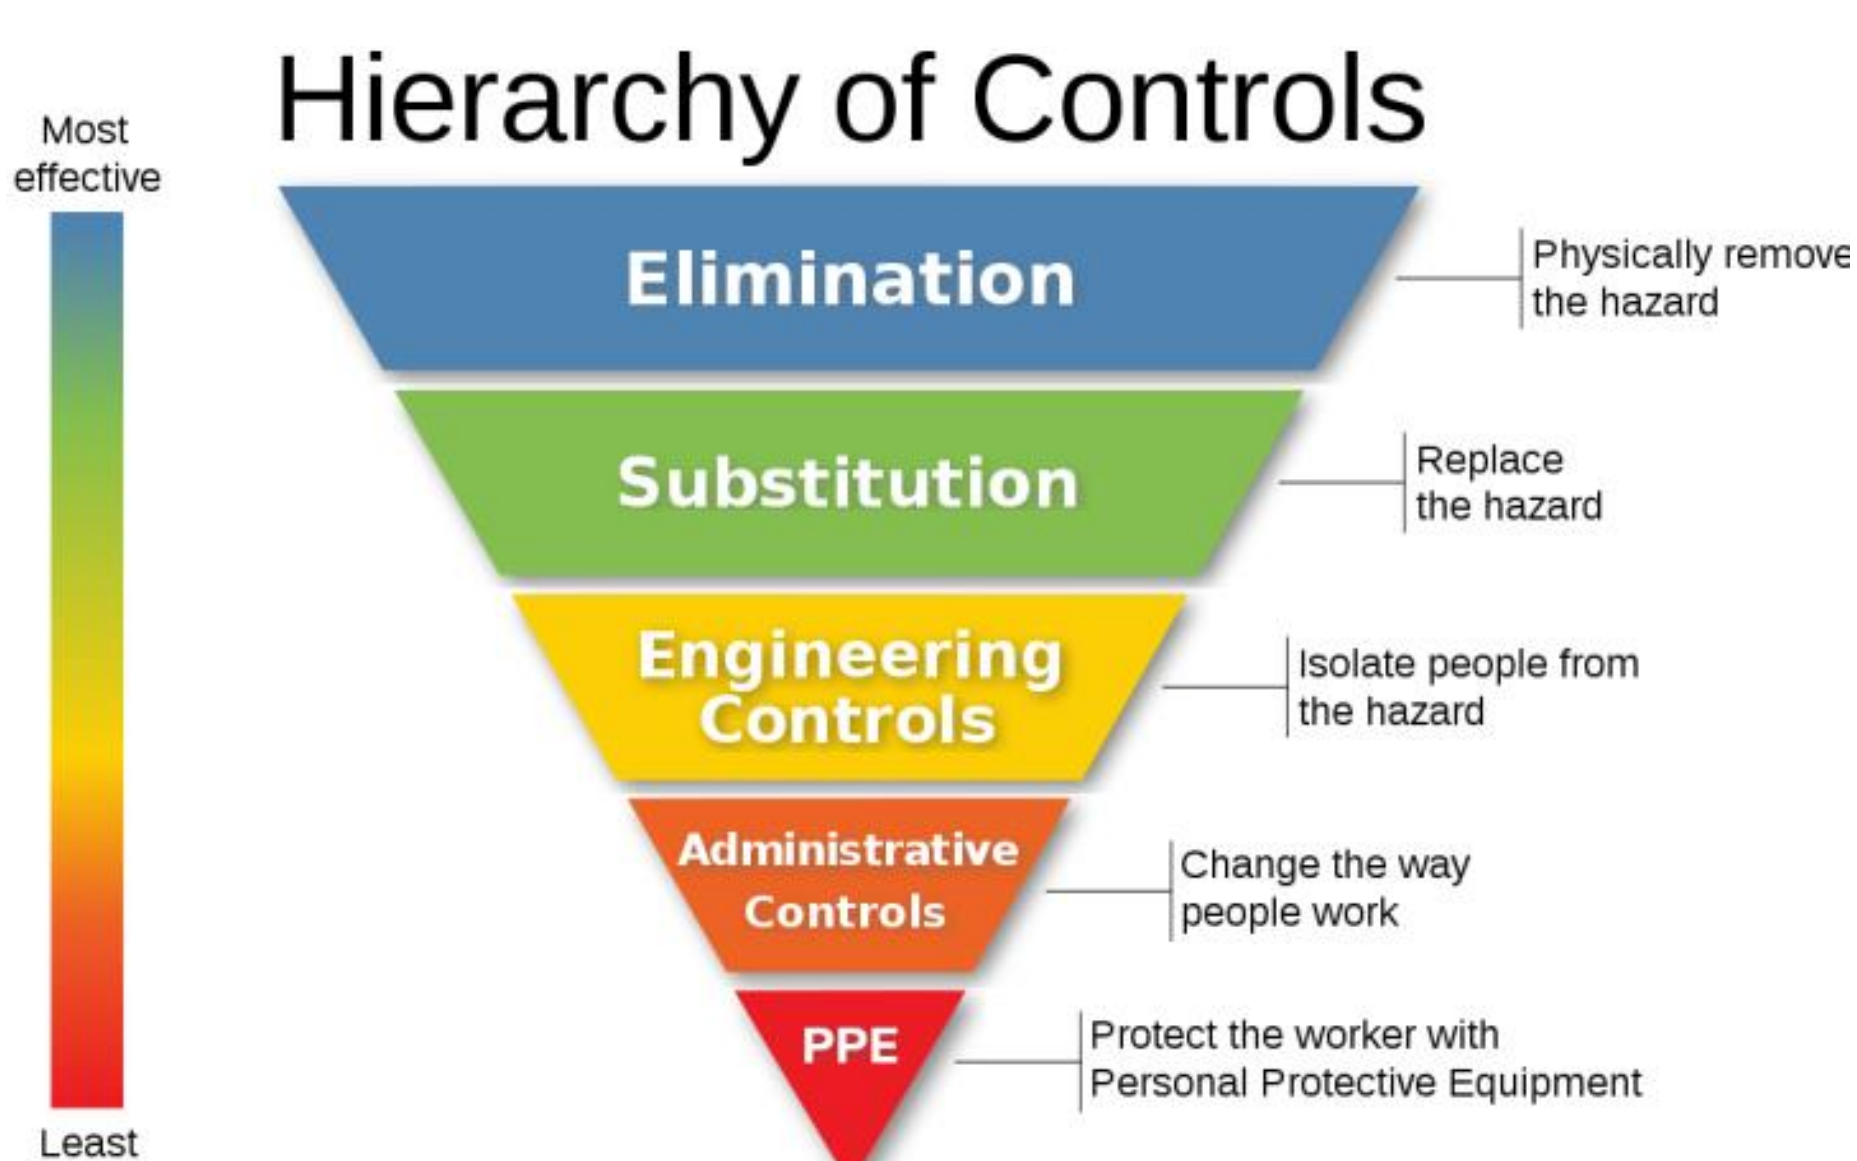 Hierarchy of Controls
Most
effective
Elimination
Physically remove
the hazard
Substitution
Replace
the hazard
Engineering
Controls
Isolate people from
the hazard
Administrative
Controls
Change the way
people work
PPE
Protect the worker with
Personal Protective Equipment
Least